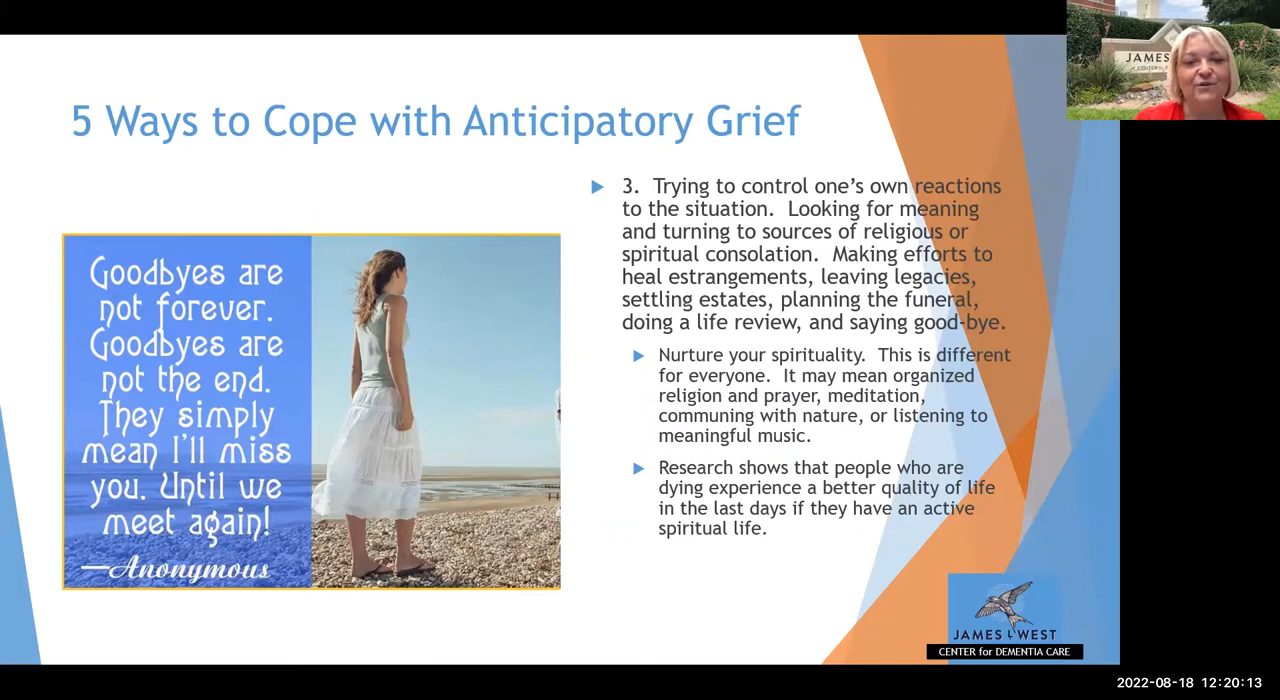 JAMES
5 Ways to Cope with Anticipatory Grief
Goodbyes are
not forever.
Goodbyes are
not the end.
They simply
mean I'll miss
you. Until we
meet again!
—Anonymous
3. Trying to control one's own reactions
to the situation. Looking for meaning
and turning to sources of religious or
spiritual consolation. Making efforts to
heal estrangements, leaving legacies,
settling estates, planning the funeral,
doing a life review, and saying good-bye.
Nurture your spirituality. This is different
for everyone. It may mean organized
religion and prayer, meditation,
communing with nature, or listening to
meaningful music.
Research shows that people who are
dying experience a better quality of life
in the last days if they have an active
spiritual life.
JAMES L WEST
CENTER for DEMENTIA CARE
2022-08-18 12:20:13